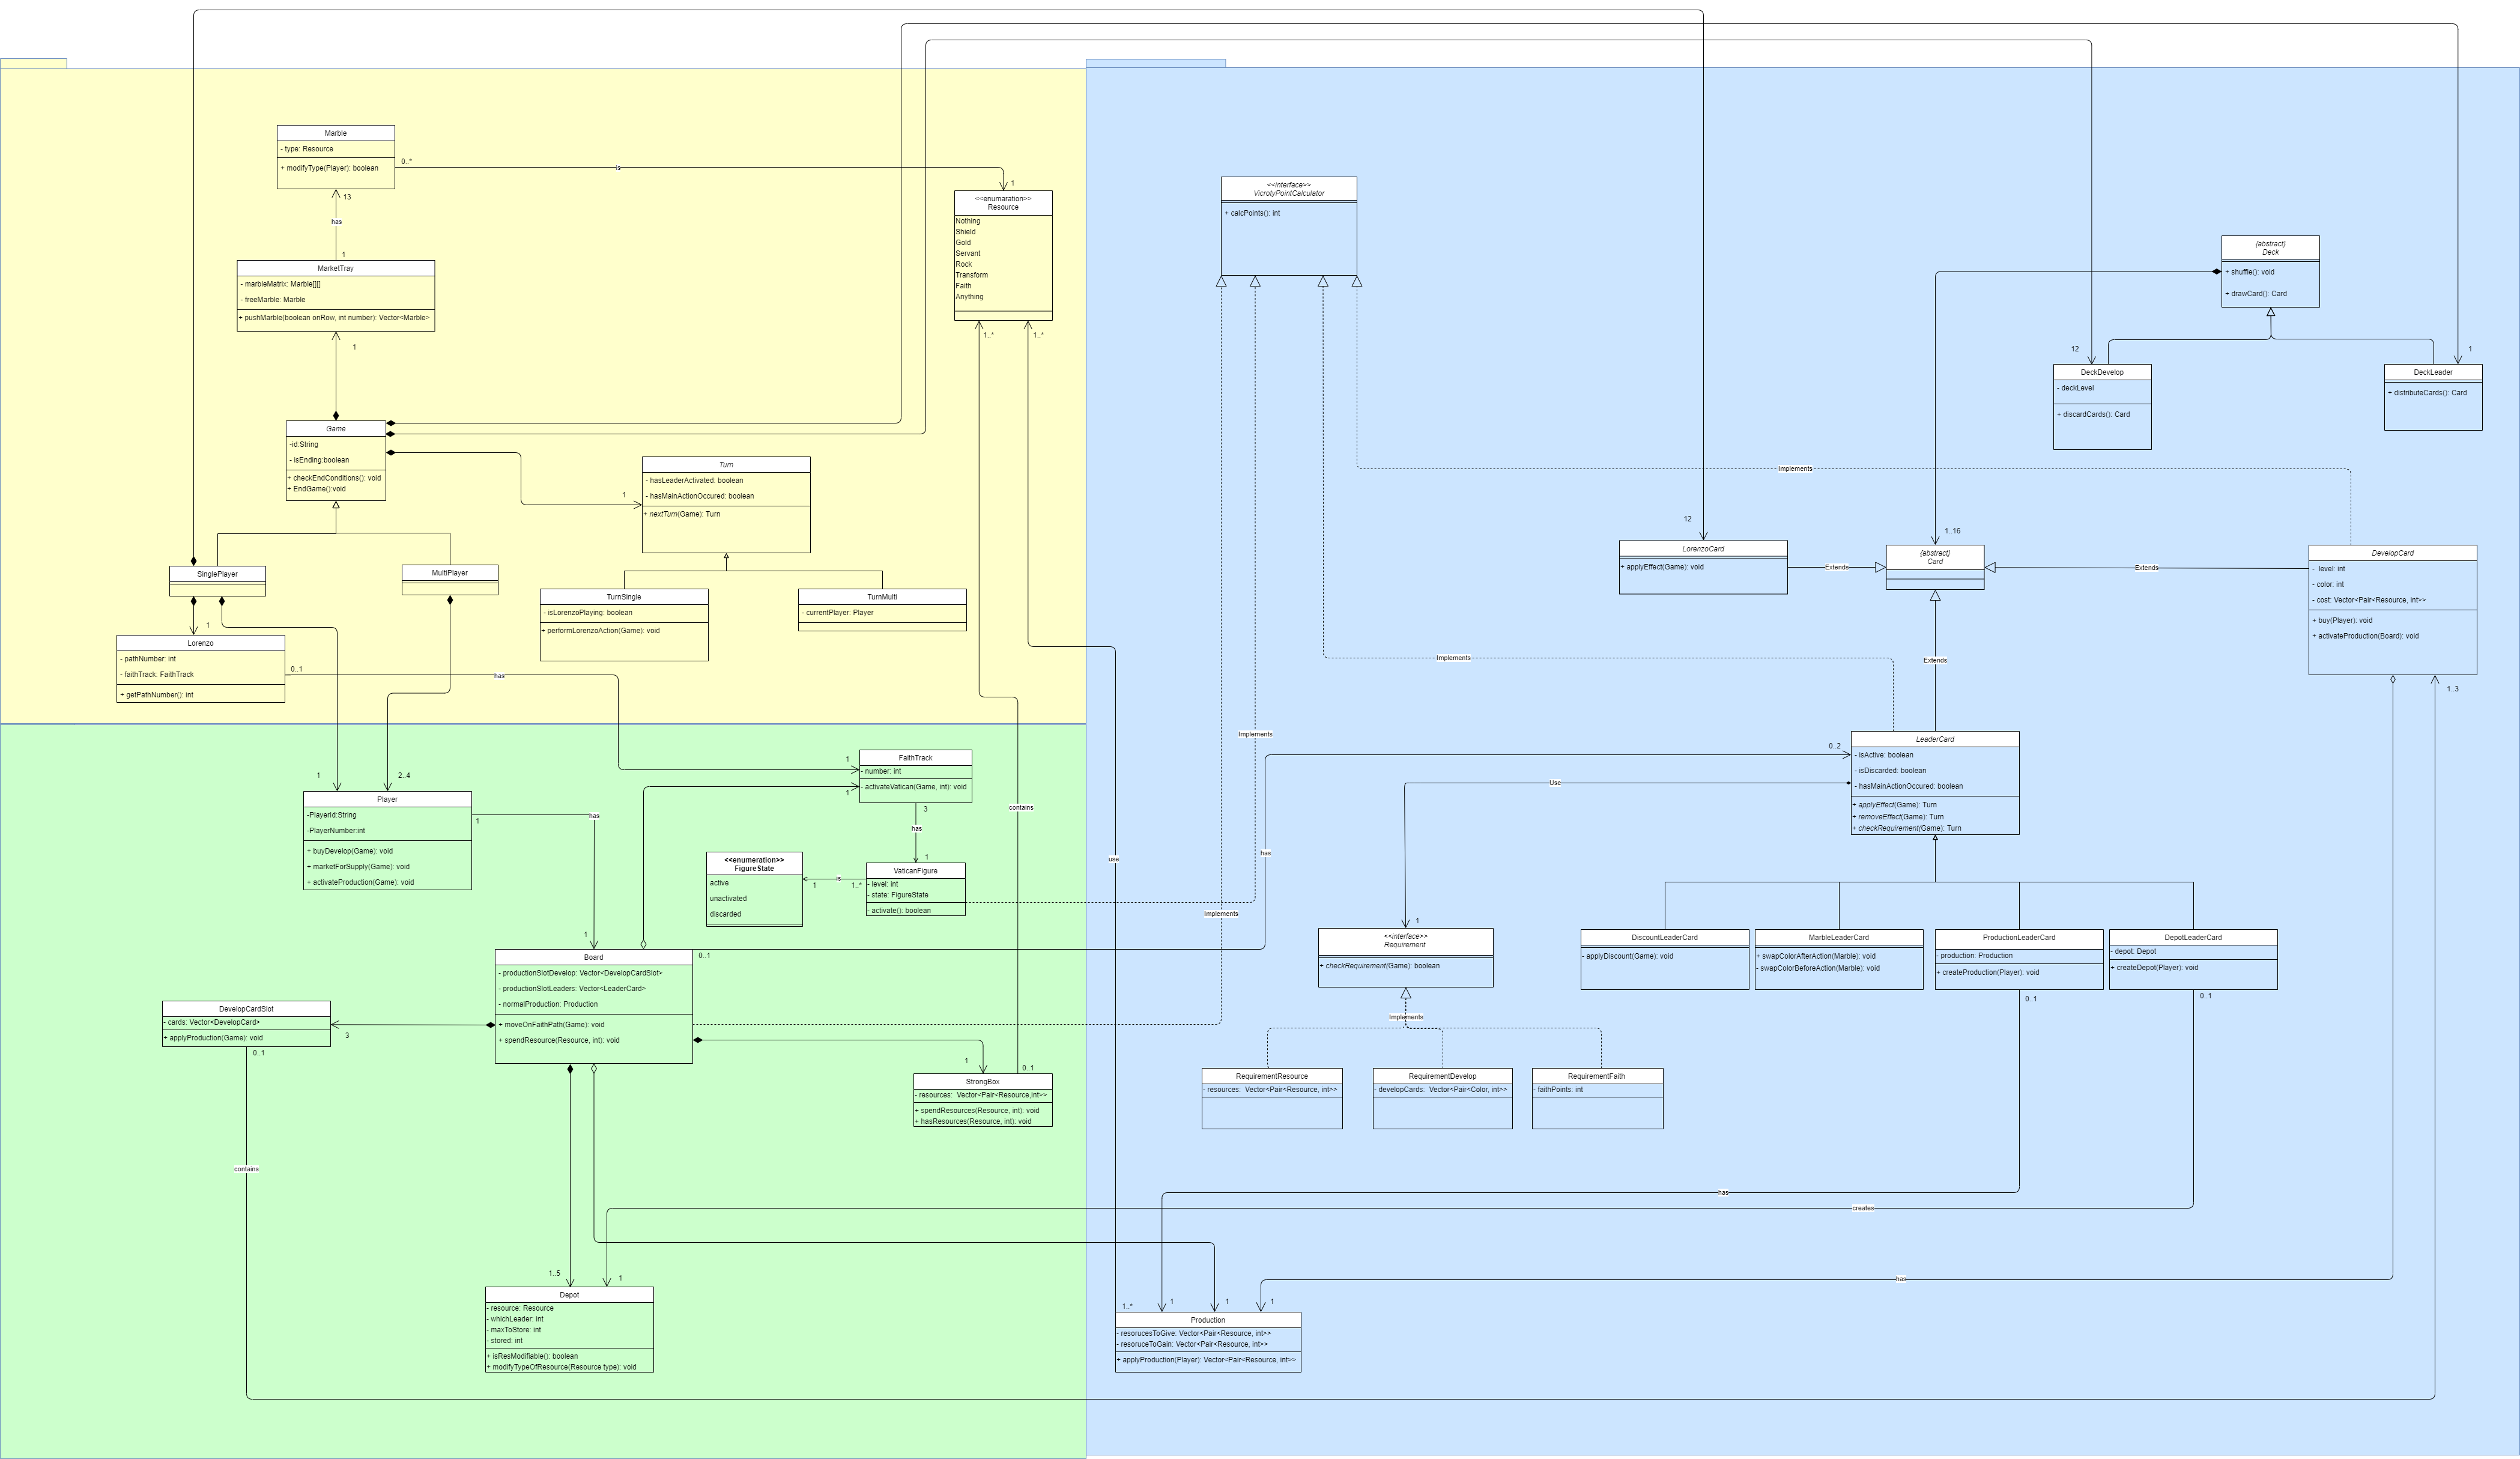 Marble
- type: Resource
+ modifyType(Player): boolean
0..*
is
1
13
has
1
MarketTray
- marbleMatrix: Marble[][]
- freeMarble: Marble
+ pushMarble(boolean onRow, int number): Vector<Marble>
1
<<enumaration>>
Resource
Nothing
Shield
Gold
Servant
Rock
Transform
Faith
Anything
1..*
1..*
Game
-id:String
- isEnding:boolean
+ checkEndConditions(): void
+ EndGame():void
Turn
- hasLeaderActivated: boolean
- hasMainActionOccured: boolean
+ nextTurn(Game): Turn
1
SinglePlayer
MultiPlayer
TurnSingle
- isLorenzoPlaying: boolean
+ performLorenzoAction(Game): void
TurnMulti
- currentPlayer: Player
1
Lorenzo
- pathNumber: int
- faithTrack: FaithTrack
+ getPathNumber(): int
0..1
has
<<interface>>
VicrotyPointCalculator
+ calcPoints(): int
{abstract}
Deck
+ shuffle(): void
+ drawCard(): Card
12
1
DeckDevelop
- deckLevel
+ discardCards(): Card
DeckLeader
+ distributeCards(): Card
Implements
12
1..16
LorenzoCard
+ applyEffect(Game): void
Extends
{abstract}
Card
Extends
DevelopCard
- level: int
- color: int
- cost: Vector<Pair<Resource, int>>
+ buy(Player): void
+ activateProduction(Board): void
1..3
Implements
Extends
Implements
0..2
LeaderCard
- isActive: boolean
- isDiscarded: boolean
- hasMainActionOccured: boolean
+ applyEffect(Game): Turn
+ removeEffect(Game): Turn
+ checkRequirement(Game): Turn
Use
1
2..4
Player
-PlayerId:String
-PlayerNumber:int
+ buyDevelop(Game): void
+ marketForSupply(Game): void
+ activateProduction(Game): void
1
has
1
1
1
FaithTrack
- number: int
- activateVatican(Game, int): void
3
has
1
contains
<<enumeration>>
FigureState
active
unactivated
discarded
1
is
1..*
VaticanFigure
- level: int
- state: FigureState
- activate(): boolean
use
has
Implements
1
<<interface>>
Requirement
+ checkRequirement(Game): boolean
DiscountLeaderCard
- applyDiscount(Game): void
MarbleLeaderCard
+ swapColorAfterAction(Marble): void
- swapColorBeforeAction(Marble): void
ProductionLeaderCard
- production: Production
+ createProduction(Player): void
0..1
DepotLeaderCard
- depot: Depot
+ createDepot(Player): void
0..1
Board
- productionSlotDevelop: Vector<DevelopCardSlot>
- productionSlotLeaders: Vector<LeaderCard>
- normalProduction: Production
+ moveOnFaithPath(Game): void
+ spendResource(Resource, int): void
0..1
DevelopCardSlot
- cards: Vector<DevelopCard>
+ applyProduction(Game): void
3
0..1
1
0..1
StrongBox
- resources: Vector<Pair<Resource,int>>
+ spendResources(Resource, int): void
+ hasResources(Resource, int): void
Implements
RequirementResource
- resources: Vector<Pair<Resource, int>>
RequirementDevelop
- developCards: Vector<Pair<Color, int>>
RequirementFaith
- faithPoints: int
contains
has
creates
has
1..5
1
Depot
- resource: Resource
- whichLeader: int
- maxToStore: int
- stored: int
+ isResModifiable(): boolean
+ modifyTypeOfResource(Resource type): void
1..*
1
1
1
Production
- resorucesToGive: Vector<Pair<Resource, int>>
- resoruceToGain: Vector<Pair<Resource, int>>
+ applyProduction(Player): Vector<Pair<Resource, int>>